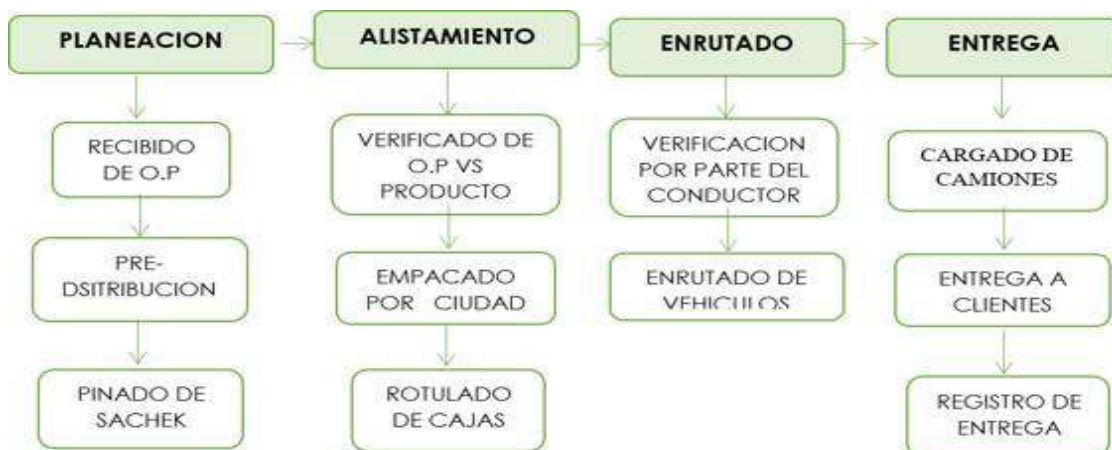 PLANEACION
ALISTAMIENTO
ENRUTADO
ENTREGA
RECIBIDO
DE O.P
PRE-
DSITRIBUCION
PINADO DE
SACHEK
VERIFICADO DE
O.P VS
PRODUCTO
EMPACADO
POR CIUDAD
ROTULADO
DE CAJAS
VERIFICACION
POR PARTE DEL
CONDUCTOR
ENRUTADO DE
VEHICULOS
CARGADO DE
CAMIONES
ENTREGA A
CLIENTES
REGISTRO DE
ENTREGA